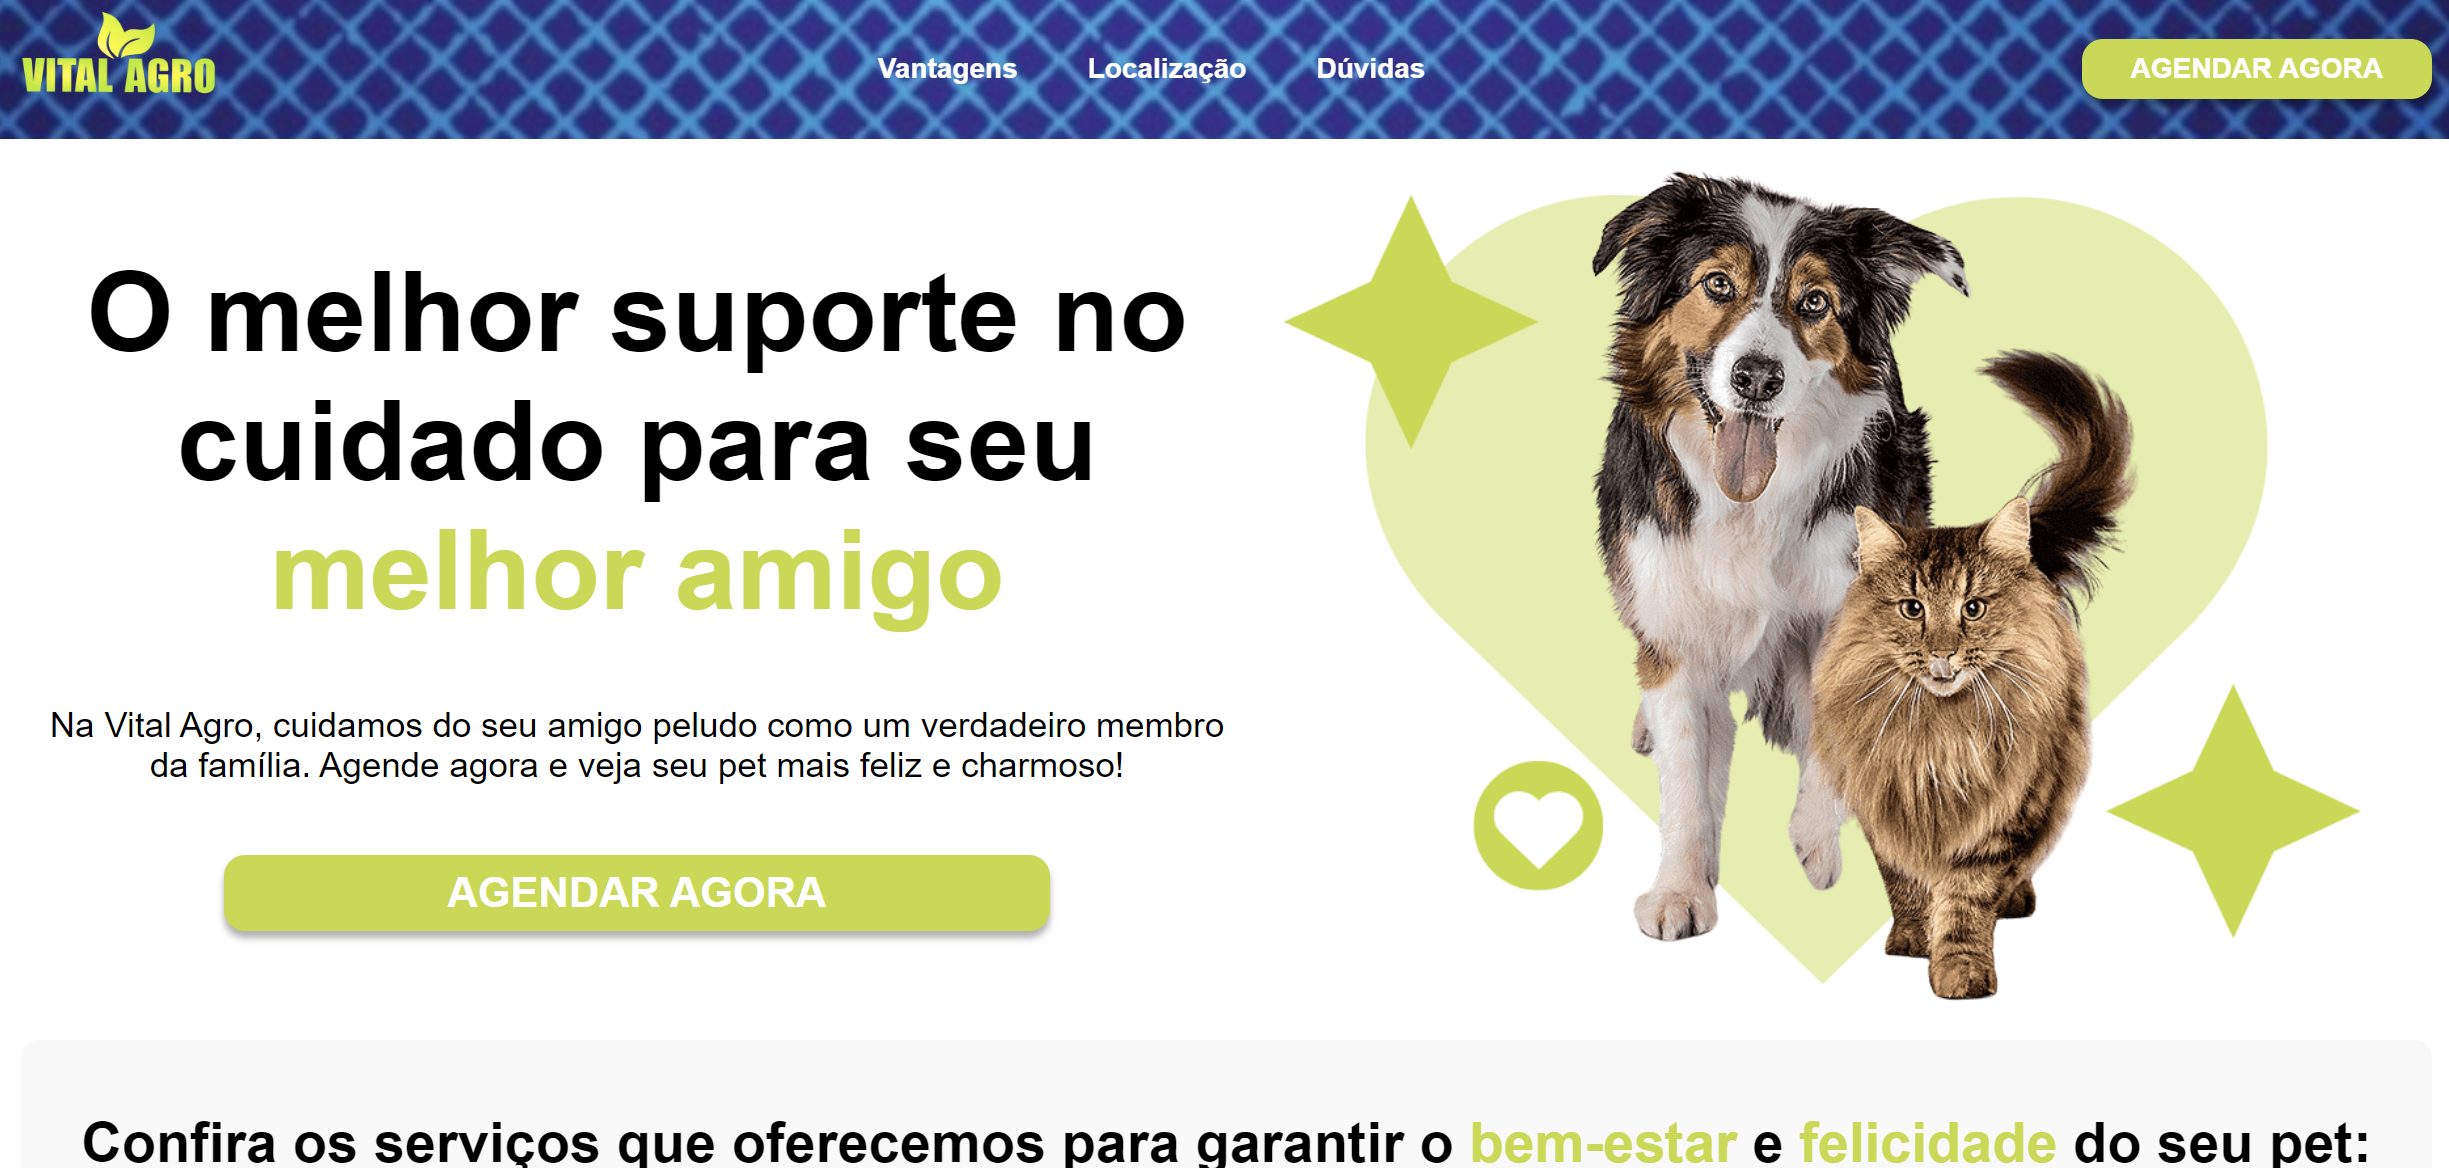 VITAL AGRO
Vantagens
Localização
Dúvidas
AGENDAR AGORA
O melhor suporte no
cuidado para seu
melhor amigo
Na Vital Agro, cuidamos do seu amigo peludo como um verdadeiro membro
da família. Agende agora e veja seu pet mais feliz e charmoso!
AGENDAR AGORA
Confira os serviços que oferecemos para garantir o bem-estar e felicidade do seu pet: